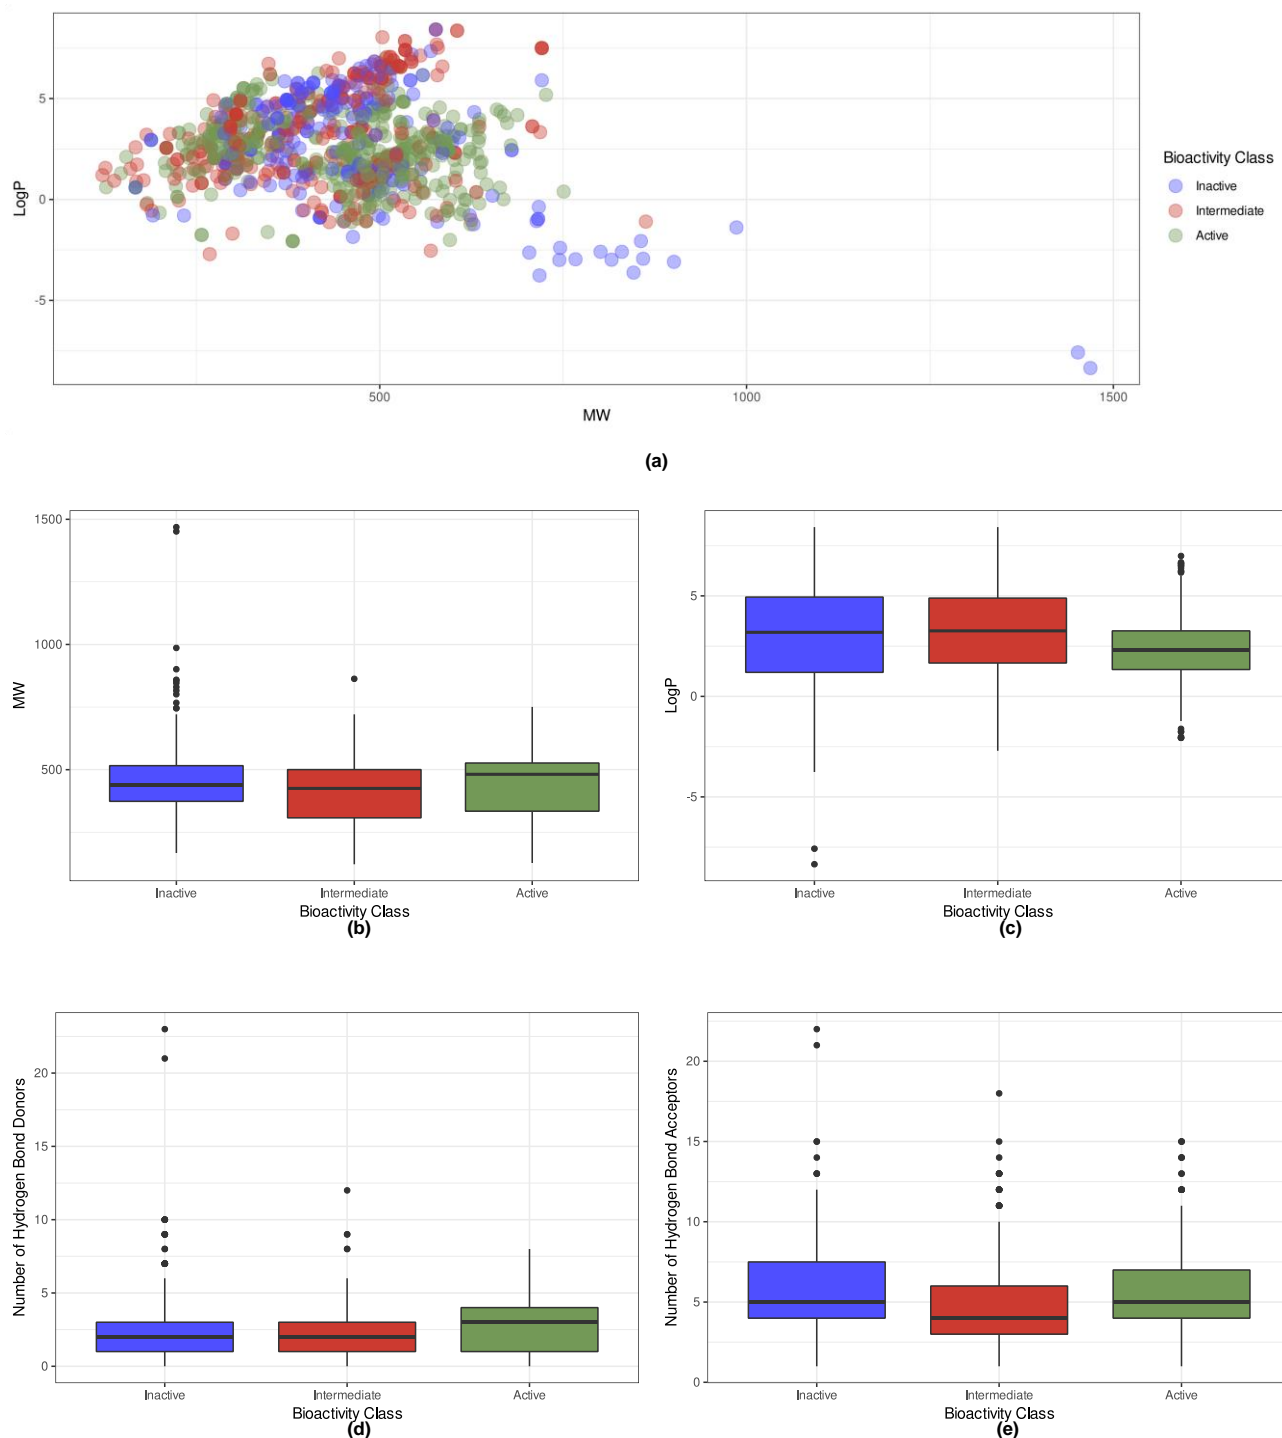 5
0
-5
LogP
500
1000
1500
MW
Bioactivity Class
Inactive
Intermediate
Active
(a)
1500
1000
500
MW
Inactive
Intermediate
Active
Bioactivity Class
(b)
5
0
-5
LogP
Inactive
Intermediate
Active
Bioactivity Class
(c)
20
15
10
5
0
Number of Hydrogen Bond Donors
Inactive
Intermediate
Active
Bioactivity Class
(d)
20
15
10
5
0
Number of Hydrogen Bond Acceptors
Inactive
Intermediate
Active
Bioactivity Class
(e)